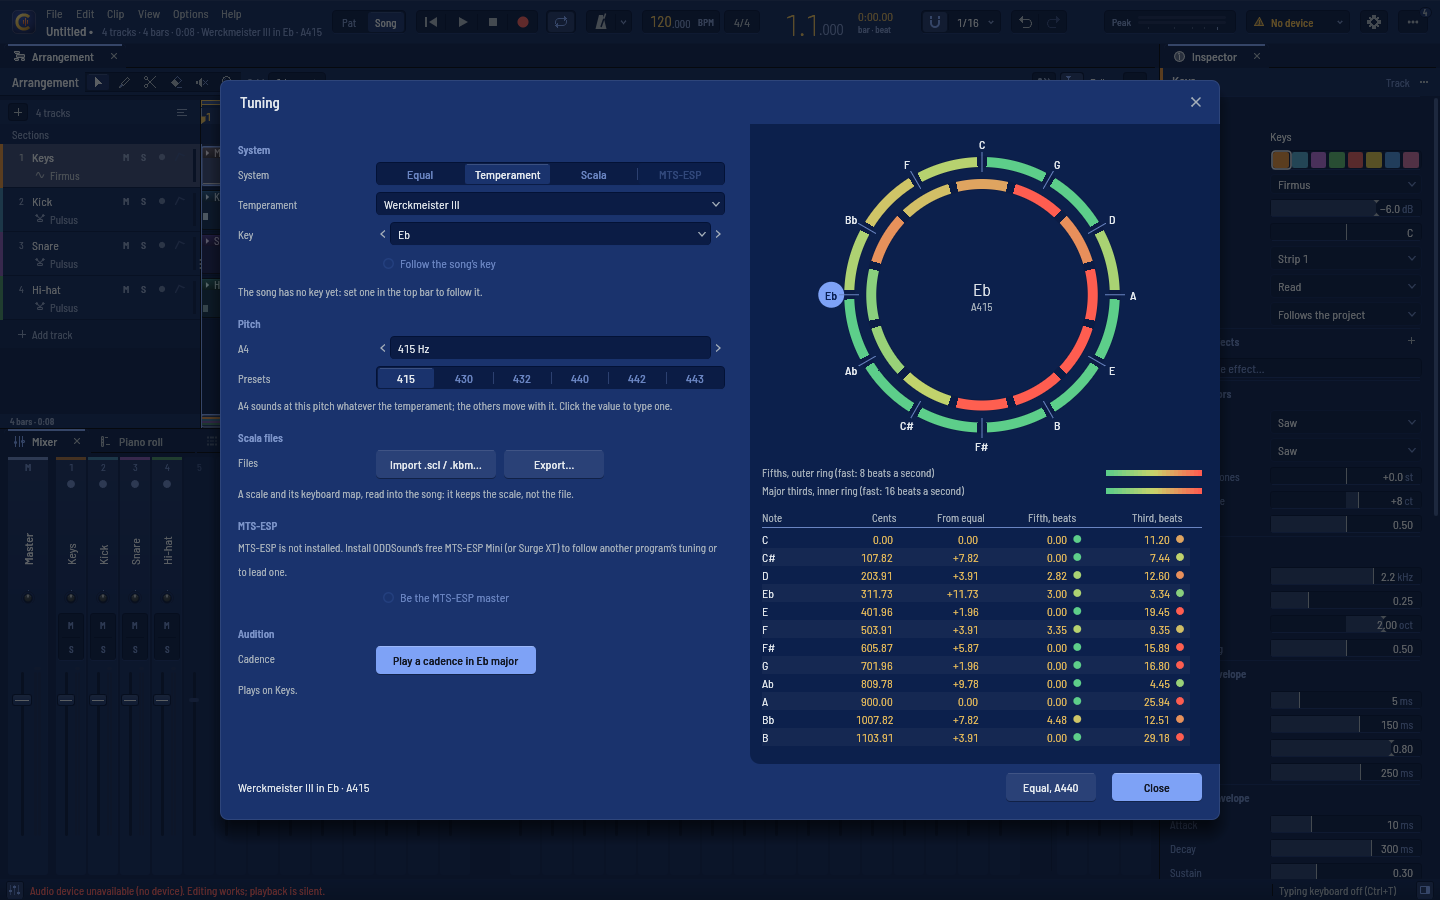 File Edit Clip View Options Help
Untitled •
4 tracks · 4 bars · 0:08 · Werckmeister III in Eb · A415
Pat Song
120.000 BPM 4/4
1.1.000
0:00.00
bar · beat
1/16
Peak
No device
4
Arrangement
Inspector
Arrangement
Track
4 tracks
Sections
1 Keys M S
Firmus
2 Kick M S
Pulsus
3 Snare M S
Pulsus
4 Hi-hat M S
Pulsus
+ Add track
4 bars · 0:08
Mixer Piano roll
M 1 2 3 4 5
Master Keys Kick Snare Hi-hat
M M M M
S S S S
Tuning
System
System Equal Temperament Scala MTS-ESP
Temperament Werckmeister III
Key Eb
Follow the song's key
The song has no key yet: set one in the top bar to follow it.
Pitch
A4 415 Hz
Presets 415 430 432 440 442 443
A4 sounds at this pitch whatever the temperament; the others move with it. Click the value to type one.
Scala files
Files Import .scl / .kbm... Export...
A scale and its keyboard map, read into the song: it keeps the scale, not the file.
MTS-ESP
MTS-ESP is not installed. Install ODDSound's free MTS-ESP Mini (or Surge XT) to follow another program's tuning or
to lead one.
Be the MTS-ESP master
Audition
Cadence Play a cadence in Eb major
Plays on Keys.
Werckmeister III in Eb · A415
C
F G
Bb D
Eb A
Ab E
C# B
F#
Eb
A415
Fifths, outer ring (fast: 8 beats a second)
Major thirds, inner ring (fast: 16 beats a second)
Note Cents From equal Fifth, beats Third, beats
C 0.00 0.00 0.00 11.20
C# 107.82 +7.82 0.00 7.44
D 203.91 +3.91 2.82 12.60
Eb 311.73 +11.73 3.00 3.34
E 401.96 +1.96 0.00 19.45
F 503.91 +3.91 3.35 9.35
F# 605.87 +5.87 0.00 15.89
G 701.96 +1.96 0.00 16.80
Ab 809.78 +9.78 0.00 4.45
A 900.00 0.00 0.00 25.94
Bb 1007.82 +7.82 4.48 12.51
B 1103.91 +3.91 0.00 29.18
Equal, A440 Close
Keys
Firmus
−6.0 dB
C
Strip 1
Read
Follows the project
Saw
Saw
+0.0 st
+8 ct
0.50
2.2 kHz
0.25
2.00 oct
0.50
5 ms
150 ms
0.80
250 ms
Attack 10 ms
Decay 300 ms
Sustain 0.30
Audio device unavailable (no device). Editing works; playback is silent.
Typing keyboard off (Ctrl+T)